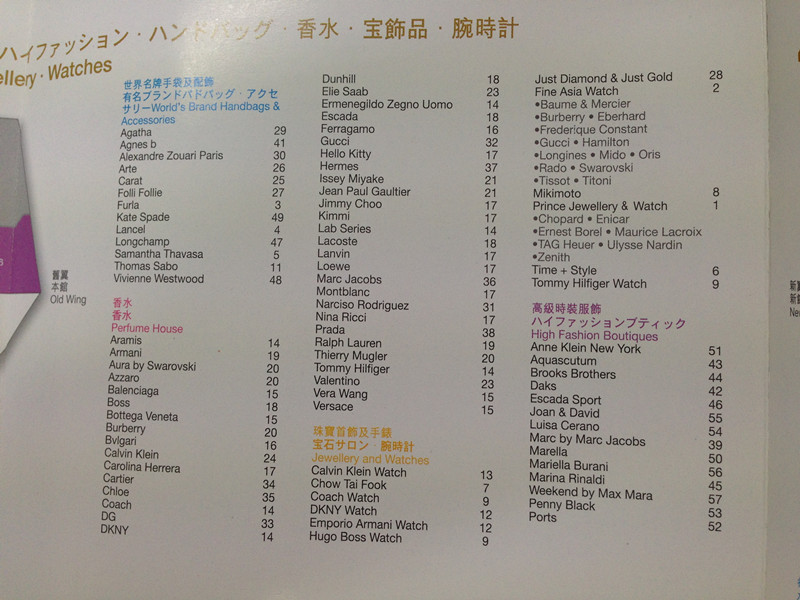 ハイファッション・ハンドバッグ・香水・宝飾品・腕時計
ellery・Watches
舊翼
本館
Old Wing
世界名牌手袋及配飾
有名ブランドバドバッグ・アクセ
サリーWorld's Brand Handbags &
Accessories
Agatha 29
Agnes b 41
Alexandre Zouari Paris 30
Arte 26
Carat 25
Folli Follie 27
Furla 3
Kate Spade 49
Lancel 4
Longchamp 47
Samantha Thavasa 5
Thomas Sabo 11
Vivienne Westwood 48
香水
香水
Perfume House
Aramis 14
Armani 19
Aura by Swarovski 20
Azzaro 20
Balenciaga 15
Boss 18
Bottega Veneta 15
Burberry 20
Bvlgari 16
Calvin Klein 24
Carolina Herrera 17
Cartier 34
Chloe 35
Coach 14
DG 33
DKNY 14
Dunhill 18
Elie Saab 23
Ermenegildo Zegno Uomo 14
Escada 18
Ferragamo 16
Gucci 32
Hello Kitty 17
Hermes 37
Issey Miyake 21
Jean Paul Gaultier 21
Jimmy Choo 17
Kimmi 17
Lab Series 14
Lacoste 18
Lanvin 17
Loewe 17
Marc Jacobs 36
Montblanc 17
Narciso Rodriguez 31
Nina Ricci 17
Prada 38
Ralph Lauren 19
Thierry Mugler 20
Tommy Hilfiger 14
Valentino 23
Vera Wang 15
Versace 15
珠寶首飾及手錶
宝石サロン・腕時計
Jewellery and Watches
Calvin Klein Watch 13
Chow Tai Fook 7
Coach Watch 9
DKNY Watch 12
Emporio Armani Watch 12
Hugo Boss Watch 9
Just Diamond & Just Gold 28
Fine Asia Watch 2
•Baume & Mercier
•Burberry • Eberhard
•Frederique Constant
•Gucci • Hamilton
•Longines • Mido • Oris
•Rado • Swarovski
•Tissot • Titoni
Mikimoto 8
Prince Jewellery & Watch 1
•Chopard • Enicar
•Ernest Borel • Maurice Lacroix
•TAG Heuer • Ulysse Nardin
•Zenith
Time + Style 6
Tommy Hilfiger Watch 9
高級時裝服飾
ハイファッションブティック
High Fashion Boutiques
Anne Klein New York 51
Aquascutum 43
Brooks Brothers 44
Daks 42
Escada Sport 46
Joan & David 55
Luisa Cerano 54
Marc by Marc Jacobs 39
Marella 50
Mariella Burani 56
Marina Rinaldi 45
Weekend by Max Mara 57
Penny Black 53
Ports 52